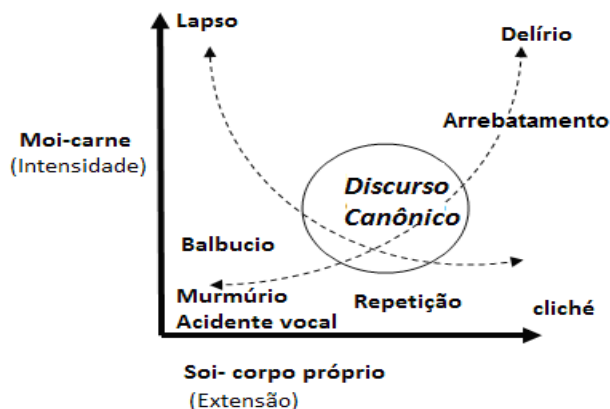 Lapso
Delírio
Arrebatamento
Moi-carne
(Intensidade)
Discurso
Canônico
Balbucio
Murmúrio
Acidente vocal
Repetição
cliché
Soi- corpo próprio
(Extensão)